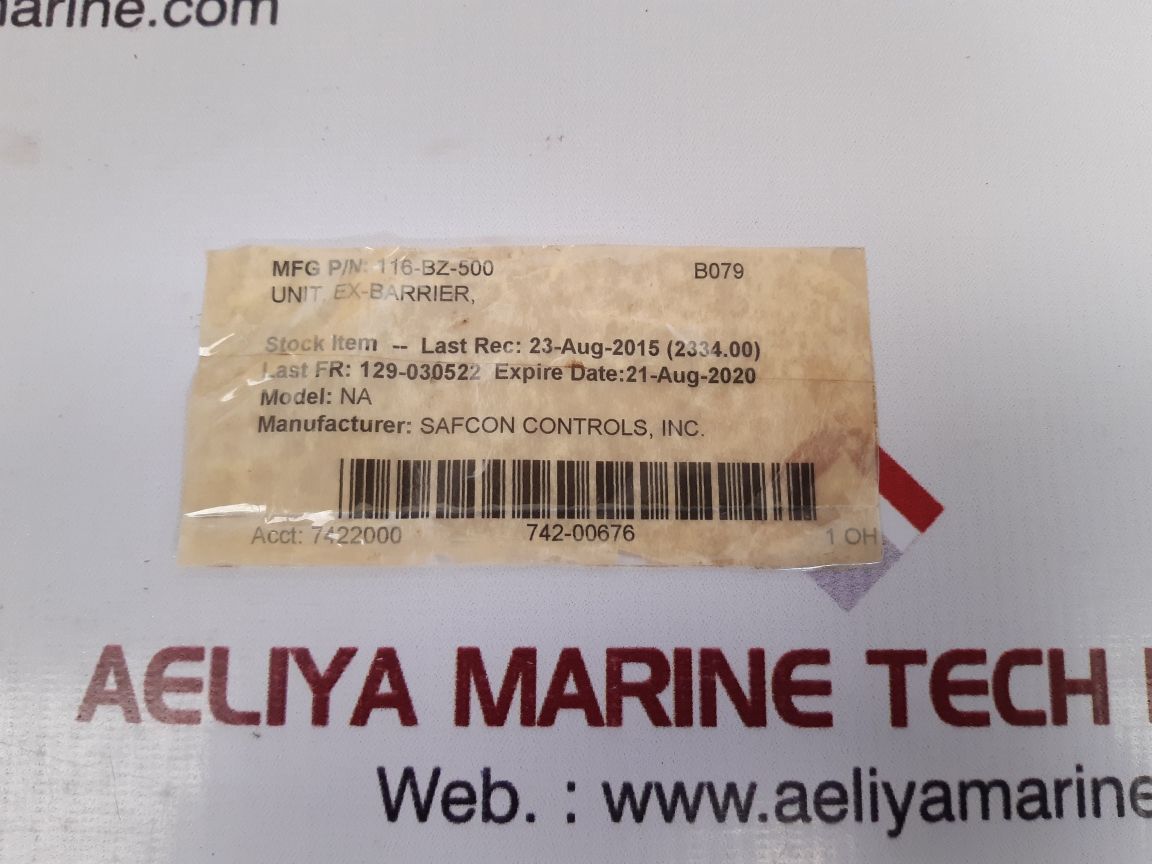 arine.com
MFG P/N: 116-BZ-500 B079
UNIT, EX-BARRIER,
Stock Item -- Last Rec: 23-Aug-2015 (2334.00)
Last FR: 129-030522 Expire Date:21-Aug-2020
Model: NA
Manufacturer: SAFCON CONTROLS, INC.
Acct: 7422000 742-00676 1 OH
AELIYA MARINE TECH
Web. : www.aeliyamarine